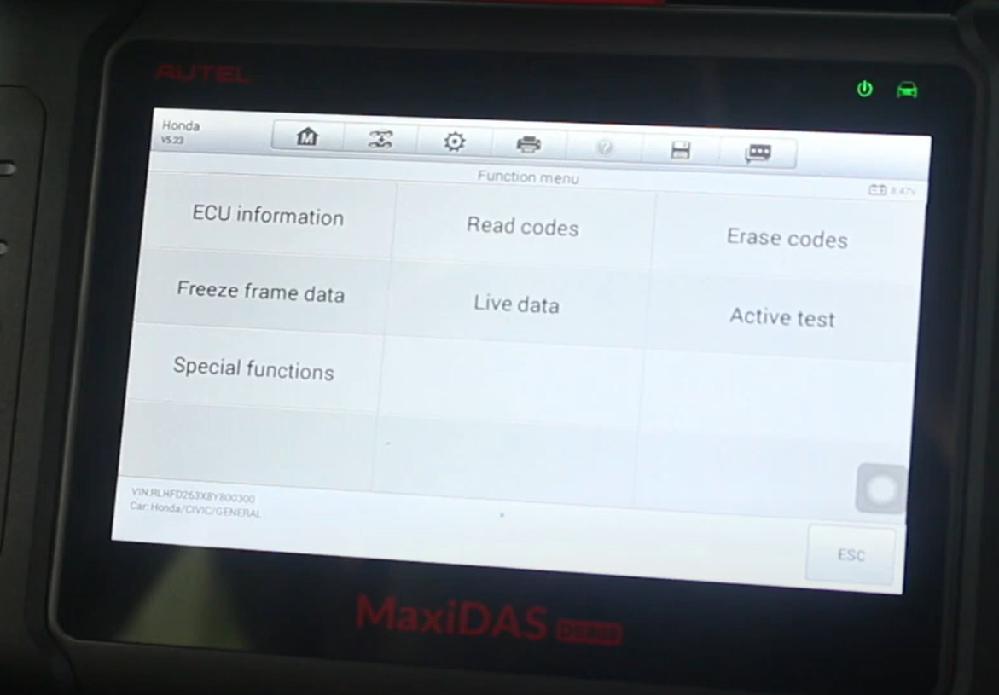 AUTEL
Honda
V5.23
M
?
Function menu
8.47V
ECU information
Read codes
Erase codes
Freeze frame data
Live data
Active test
Special functions
VIN:RLHFD263X8Y800300
Car: Honda/CIVIC/GENERAL
ESC
MaxiDAS DS808